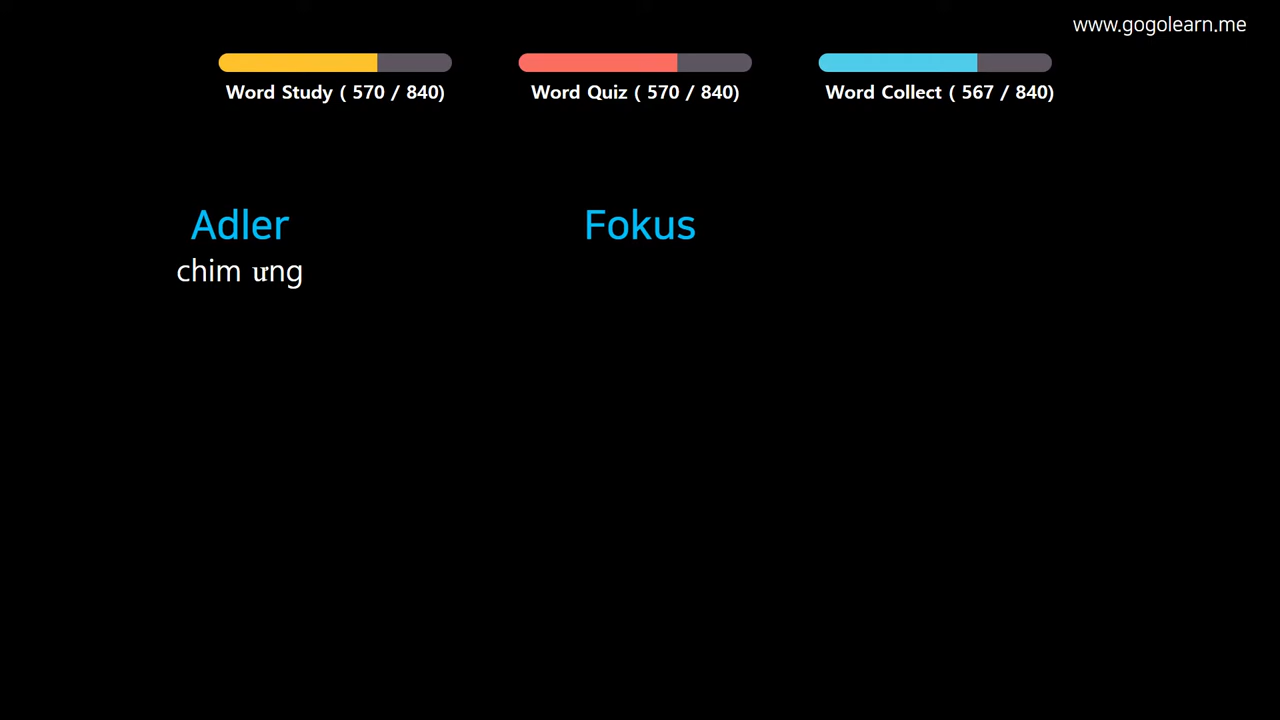 www.gogolearn.me
Word Study ( 570 / 840)
Word Quiz ( 570 / 840)
Word Collect ( 567 / 840)
Adler
chim ưng
Fokus